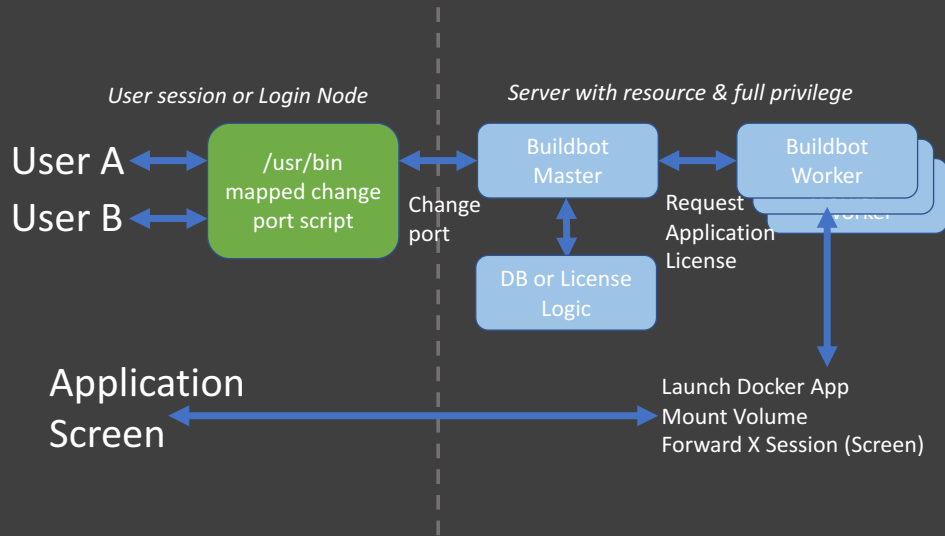 User session or Login Node
Server with resource & full privilege
User A
User B
/usr/bin
mapped change
port script
Change
port
Buildbot
Master
Request
Application
License
Buildbot
Worker
DB or License
Logic
Application
Screen
Launch Docker App
Mount Volume
Forward X Session (Screen)